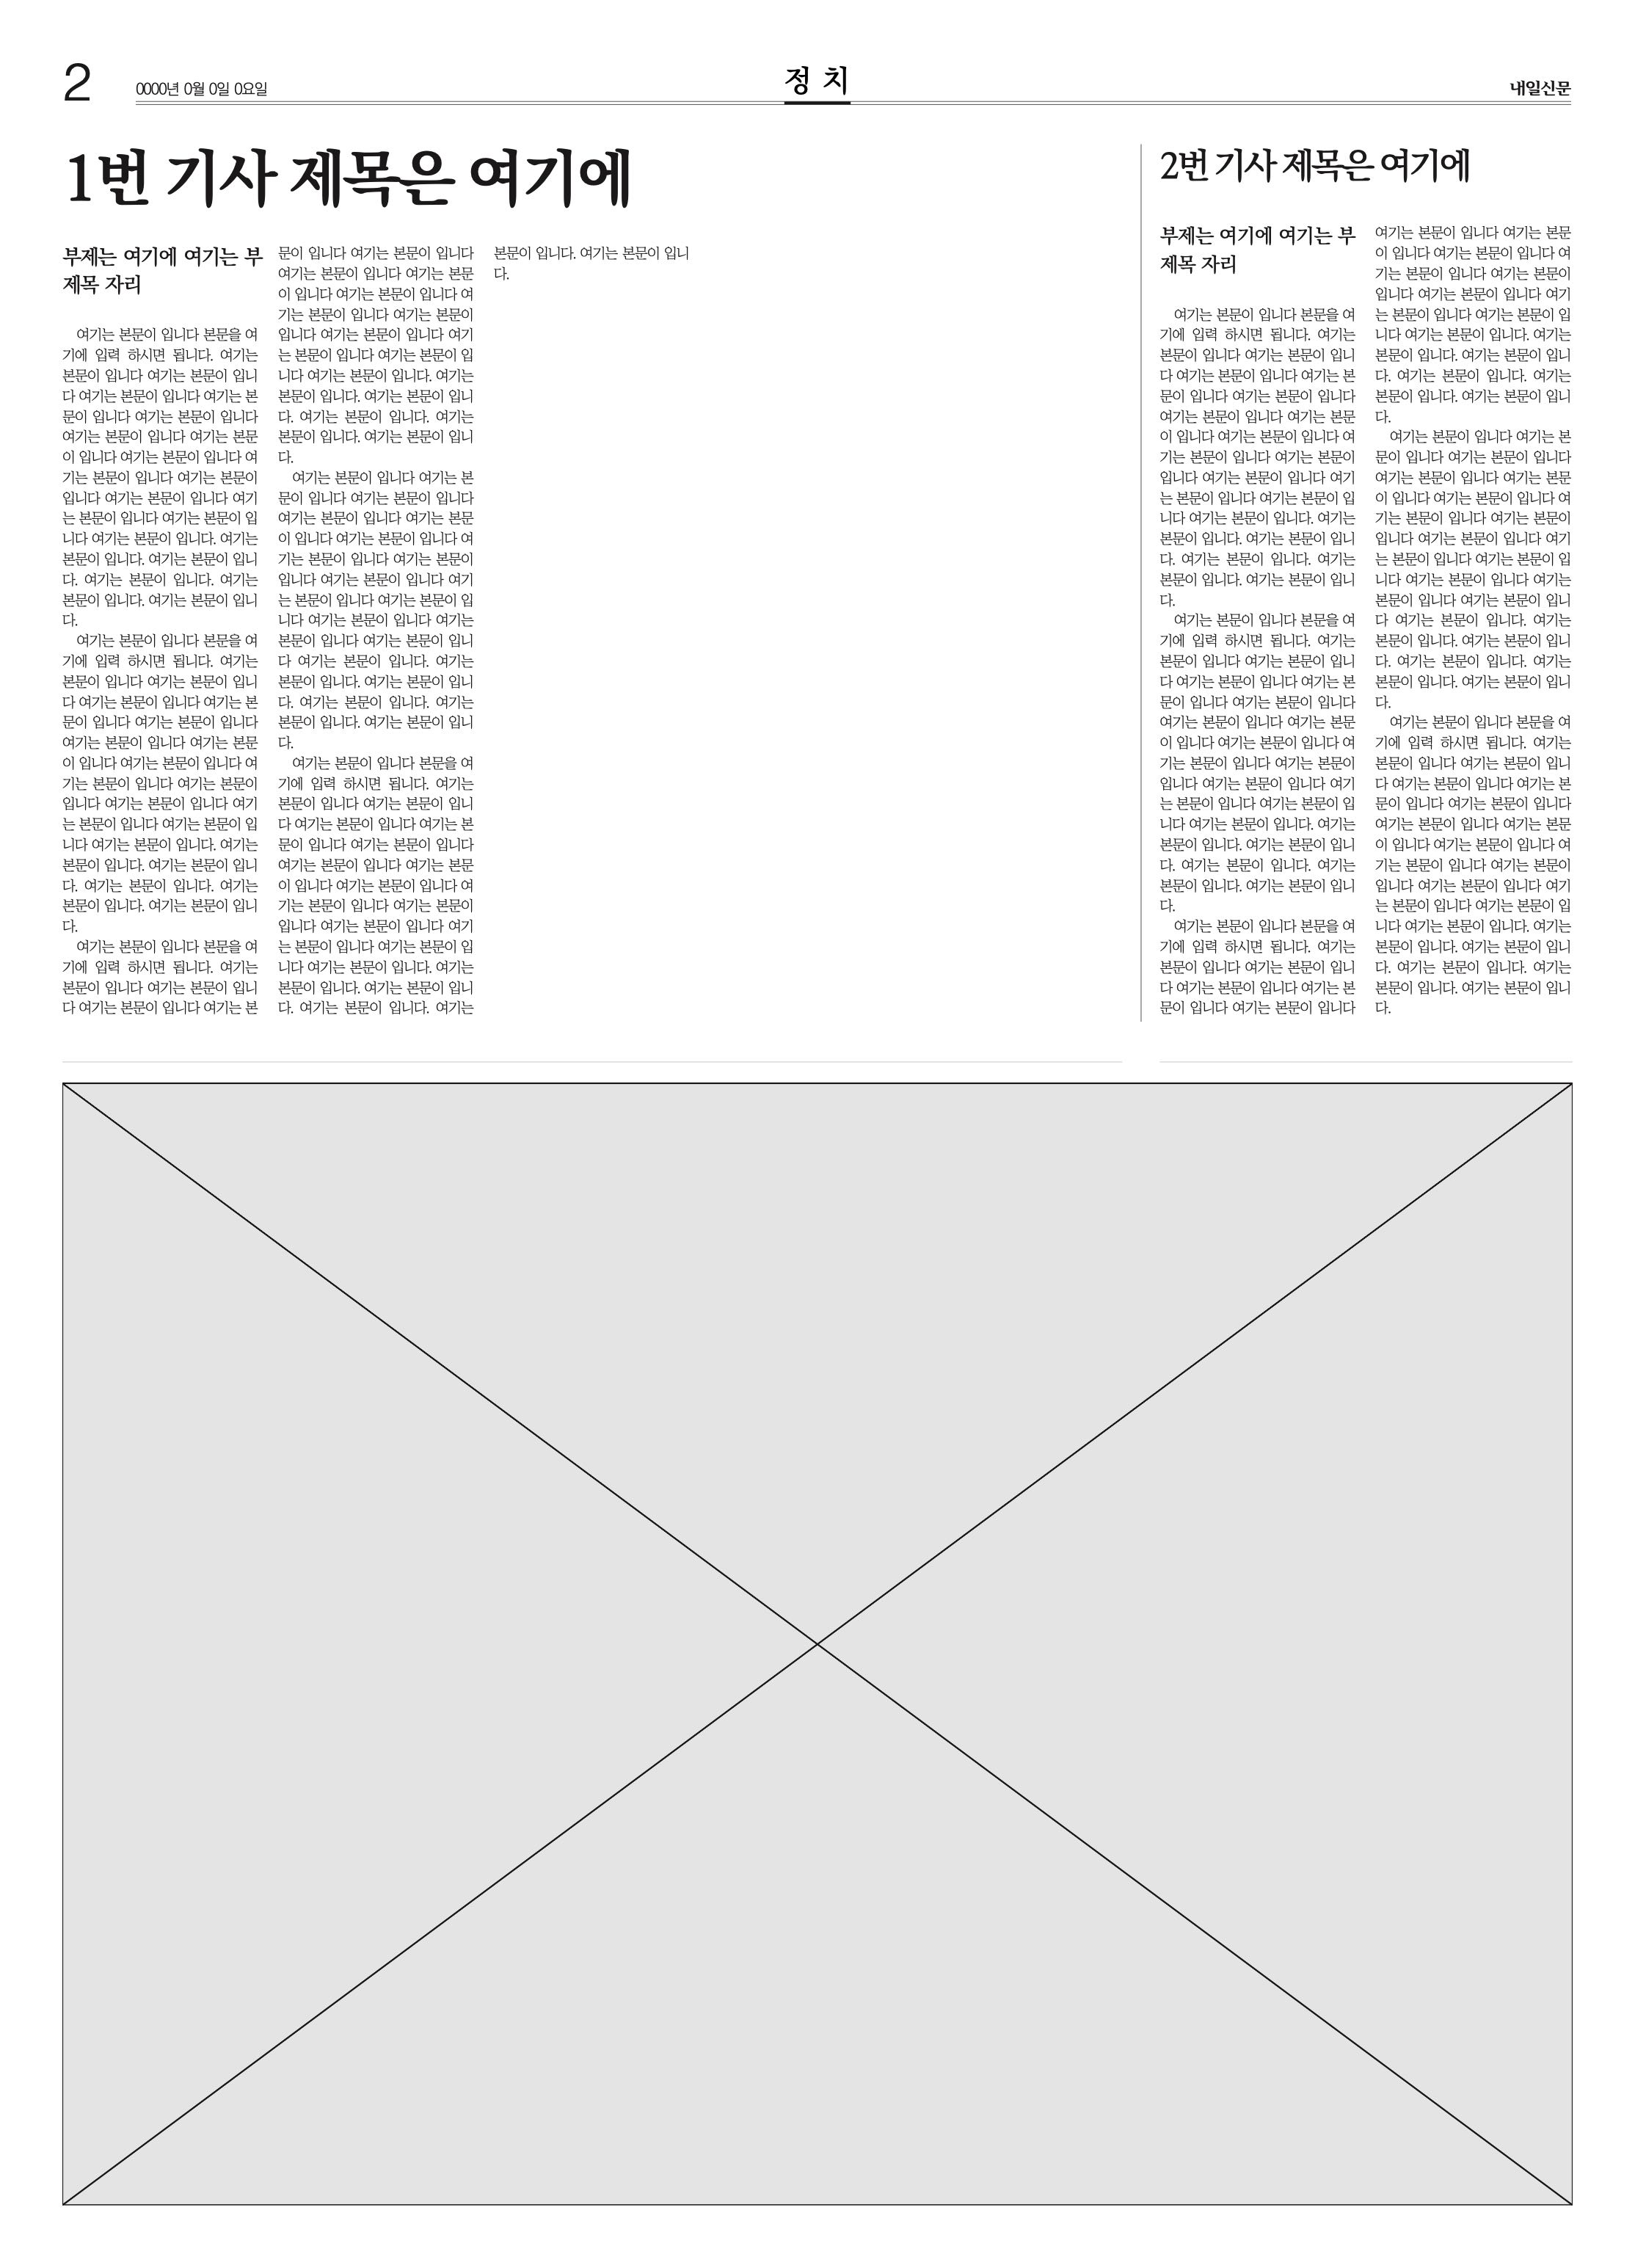 2
0000년 0월 0일 0요일
정 치
내일신문
1번 기사 제목은 여기에
부제는 여기에 여기는 부
제목 자리
여기는 본문이 입니다 본문을 여
기에 입력 하시면 됩니다. 여기는
본문이 입니다 여기는 본문이 입니
다 여기는 본문이 입니다 여기는 본
문이 입니다 여기는 본문이 입니다
여기는 본문이 입니다 여기는 본문
이 입니다 여기는 본문이 입니다 여
기는 본문이 입니다 여기는 본문이
입니다 여기는 본문이 입니다 여기
는 본문이 입니다 여기는 본문이 입
니다 여기는 본문이 입니다. 여기는
본문이 입니다. 여기는 본문이 입니
다. 여기는 본문이 입니다. 여기는
본문이 입니다. 여기는 본문이 입니
다.
여기는 본문이 입니다 본문을 여
기에 입력 하시면 됩니다. 여기는
본문이 입니다 여기는 본문이 입니
다 여기는 본문이 입니다 여기는 본
문이 입니다 여기는 본문이 입니다
여기는 본문이 입니다 여기는 본문
이 입니다 여기는 본문이 입니다 여
기는 본문이 입니다 여기는 본문이
입니다 여기는 본문이 입니다 여기
는 본문이 입니다 여기는 본문이 입
니다 여기는 본문이 입니다. 여기는
본문이 입니다. 여기는 본문이 입니
다. 여기는 본문이 입니다. 여기는
본문이 입니다. 여기는 본문이 입니
다.
여기는 본문이 입니다 본문을 여
기에 입력 하시면 됩니다. 여기는
본문이 입니다 여기는 본문이 입니
다 여기는 본문이 입니다 여기는 본
문이 입니다 여기는 본문이 입니다
여기는 본문이 입니다 여기는 본문
이 입니다 여기는 본문이 입니다 여
기는 본문이 입니다 여기는 본문이
입니다 여기는 본문이 입니다 여기
는 본문이 입니다 여기는 본문이 입
니다 여기는 본문이 입니다. 여기는
본문이 입니다. 여기는 본문이 입니
다. 여기는 본문이 입니다. 여기는
본문이 입니다. 여기는 본문이 입니
다.
여기는 본문이 입니다 여기는 본
문이 입니다 여기는 본문이 입니다
여기는 본문이 입니다 여기는 본문
이 입니다 여기는 본문이 입니다 여
기는 본문이 입니다 여기는 본문이
입니다 여기는 본문이 입니다 여기
는 본문이 입니다 여기는 본문이 입
니다 여기는 본문이 입니다 여기는
본문이 입니다 여기는 본문이 입니
다 여기는 본문이 입니다. 여기는
본문이 입니다. 여기는 본문이 입니
다. 여기는 본문이 입니다. 여기는
본문이 입니다. 여기는 본문이 입니
다.
여기는 본문이 입니다 본문을 여
기에 입력 하시면 됩니다. 여기는
본문이 입니다 여기는 본문이 입니
다 여기는 본문이 입니다 여기는 본
문이 입니다 여기는 본문이 입니다
여기는 본문이 입니다 여기는 본문
이 입니다 여기는 본문이 입니다 여
기는 본문이 입니다 여기는 본문이
입니다 여기는 본문이 입니다 여기
는 본문이 입니다 여기는 본문이 입
니다 여기는 본문이 입니다. 여기는
본문이 입니다. 여기는 본문이 입니
다. 여기는 본문이 입니다. 여기는
본문이 입니다. 여기는 본문이 입니
다.
2번 기사 제목은 여기에
부제는 여기에 여기는 부
제목 자리
여기는 본문이 입니다 본문을 여
기에 입력 하시면 됩니다. 여기는
본문이 입니다 여기는 본문이 입니
다 여기는 본문이 입니다 여기는 본
문이 입니다 여기는 본문이 입니다
여기는 본문이 입니다 여기는 본문
이 입니다 여기는 본문이 입니다 여
기는 본문이 입니다 여기는 본문이
입니다 여기는 본문이 입니다 여기
는 본문이 입니다 여기는 본문이 입
니다 여기는 본문이 입니다. 여기는
본문이 입니다. 여기는 본문이 입니
다. 여기는 본문이 입니다. 여기는
본문이 입니다. 여기는 본문이 입니
다.
여기는 본문이 입니다 본문을 여
기에 입력 하시면 됩니다. 여기는
본문이 입니다 여기는 본문이 입니
다 여기는 본문이 입니다 여기는 본
문이 입니다 여기는 본문이 입니다
여기는 본문이 입니다 여기는 본문
이 입니다 여기는 본문이 입니다 여
기는 본문이 입니다 여기는 본문이
입니다 여기는 본문이 입니다 여기
는 본문이 입니다 여기는 본문이 입
니다 여기는 본문이 입니다. 여기는
본문이 입니다. 여기는 본문이 입니
다. 여기는 본문이 입니다. 여기는
본문이 입니다. 여기는 본문이 입니
다.
여기는 본문이 입니다 본문을 여
기에 입력 하시면 됩니다. 여기는
본문이 입니다 여기는 본문이 입니
다 여기는 본문이 입니다 여기는 본
문이 입니다 여기는 본문이 입니다
여기는 본문이 입니다 여기는 본문
이 입니다 여기는 본문이 입니다 여
기는 본문이 입니다 여기는 본문이
입니다 여기는 본문이 입니다 여기
는 본문이 입니다 여기는 본문이 입
니다 여기는 본문이 입니다. 여기는
본문이 입니다. 여기는 본문이 입니
다. 여기는 본문이 입니다. 여기는
본문이 입니다. 여기는 본문이 입니
다.
여기는 본문이 입니다 여기는 본
문이 입니다 여기는 본문이 입니다
여기는 본문이 입니다 여기는 본문
이 입니다 여기는 본문이 입니다 여
기는 본문이 입니다 여기는 본문이
입니다 여기는 본문이 입니다 여기
는 본문이 입니다 여기는 본문이 입
니다 여기는 본문이 입니다 여기는
본문이 입니다 여기는 본문이 입니
다 여기는 본문이 입니다. 여기는
본문이 입니다. 여기는 본문이 입니
다. 여기는 본문이 입니다. 여기는
본문이 입니다. 여기는 본문이 입니
다.
여기는 본문이 입니다 본문을 여
기에 입력 하시면 됩니다. 여기는
본문이 입니다 여기는 본문이 입니
다 여기는 본문이 입니다 여기는 본
문이 입니다 여기는 본문이 입니다
여기는 본문이 입니다 여기는 본문
이 입니다 여기는 본문이 입니다 여
기는 본문이 입니다 여기는 본문이
입니다 여기는 본문이 입니다 여기
는 본문이 입니다 여기는 본문이 입
니다 여기는 본문이 입니다. 여기는
본문이 입니다. 여기는 본문이 입니
다. 여기는 본문이 입니다. 여기는
본문이 입니다. 여기는 본문이 입니
다.